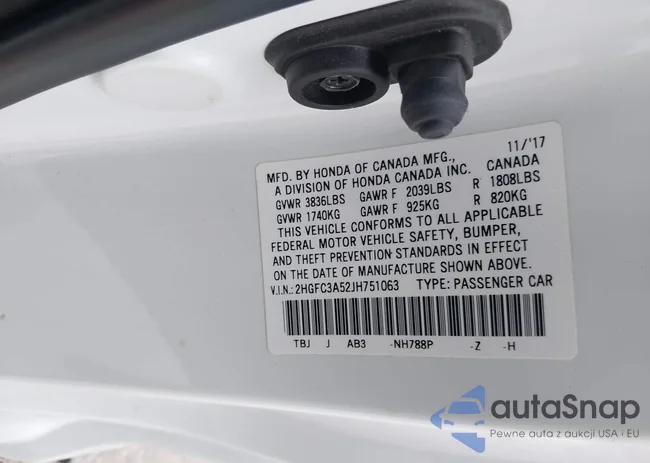 11/'17
MFD. BY HONDA OF CANADA MFG., CANADA
A DIVISION OF HONDA CANADA INC.
GVWR 3836LBS GAWR F 2039LBS R 1808LBS
GVWR 1740KG GAWR F 925KG R 820KG
THIS VEHICLE CONFORMS TO ALL APPLICABLE
FEDERAL MOTOR VEHICLE SAFETY, BUMPER,
AND THEFT PREVENTION STANDARDS IN EFFECT
ON THE DATE OF MANUFACTURE SHOWN ABOVE.
V.I.N.: 2HGFC3A52JH751063 TYPE: PASSENGER CAR
TBJ J AB3 -NH788P -Z -H
autaSnap
Pewne auta z aukcji USA i EU